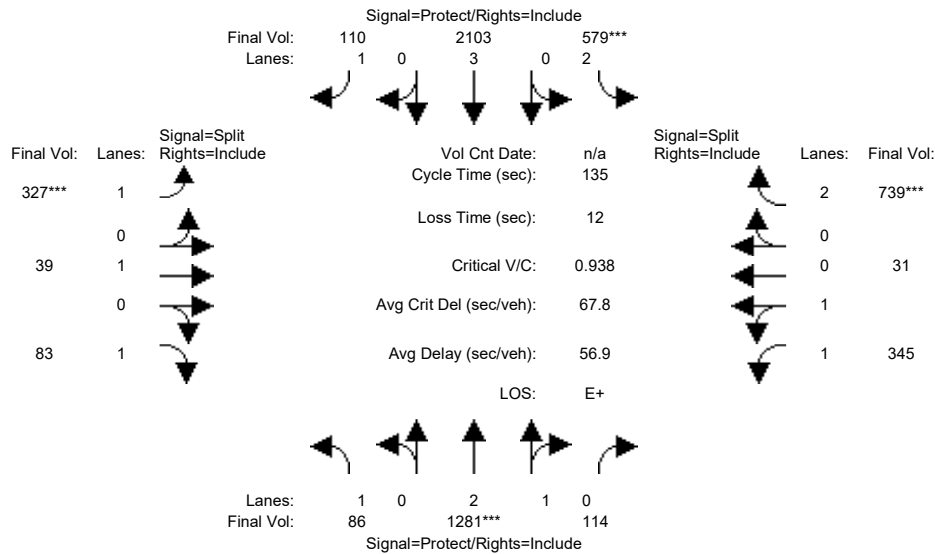 Signal=Protect/Rights=Include
Final Vol: 110 2103 579***
Lanes: 1 0 3 0 2
Signal=Split
Final Vol: Lanes: Rights=Include
Vol Cnt Date: n/a
Signal=Split
Rights=Include Lanes: Final Vol:
Cycle Time (sec): 135
327*** 1
2 739***
Loss Time (sec): 12
0
0
39 1
Critical V/C: 0.938
0 31
0
Avg Crit Del (sec/veh): 67.8
1
83 1
Avg Delay (sec/veh): 56.9
1 345
LOS: E+
Lanes: 1 0 2 1 0
Final Vol: 86 1281*** 114
Signal=Protect/Rights=Include